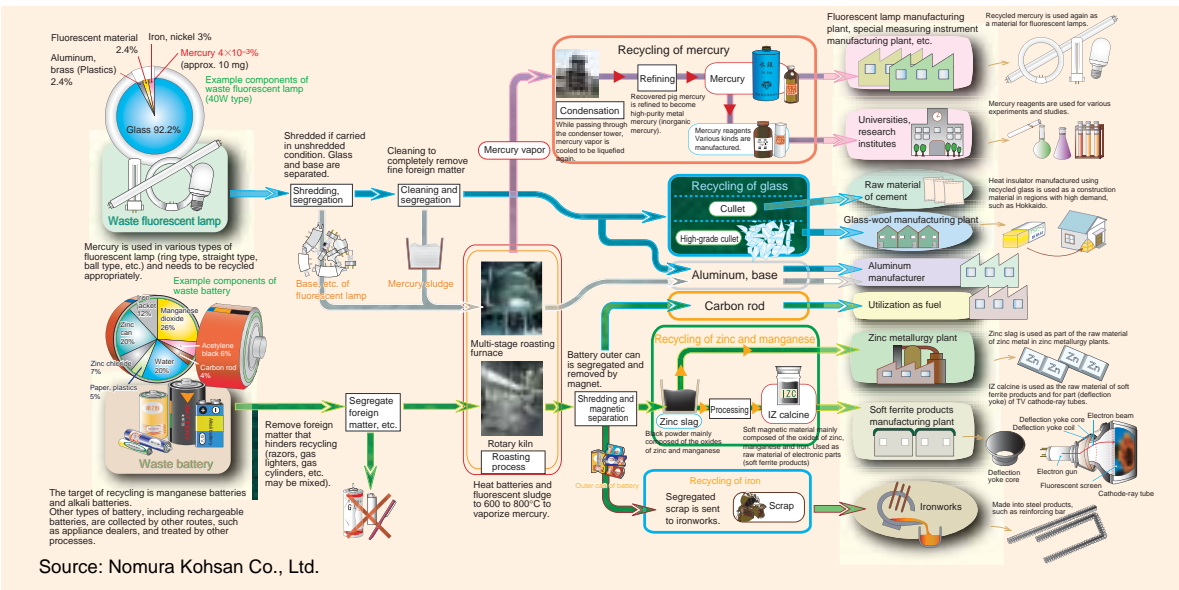 Fluorescent material
2.4%
Iron, nickel 3%
Mercury 4×10−3%
(approx. 10 mg)
Aluminum,
brass (Plastics)
2.4%
Example components of
waste fluorescent lamp
(40W type)
Glass 92.2%
Waste fluorescent lamp
Mercury is used in various types of
fluorescent lamp (ring type, straight type,
ball type, etc.) and needs to be recycled
appropriately.
Shredded if carried
in unshredded
condition. Glass
and base are
separated.
Shredding,
segregation
Base, etc. of
fluorescent lamp
Cleaning to
completely remove
fine foreign matter
Cleaning and
segregation
Mercury sludge
Mercury vapor
Recycling of mercury
Condensation
While passing through
the condenser tower,
mercury vapor is
cooled to be liquefied
again.
Refining
Recovered pig mercury
is refined to become
high-purity metal
mercury (inorganic
mercury).
Mercury
水銀
Mercury reagents
Various kinds are
manufactured.
Fluorescent lamp manufacturing
plant, special measuring instrument
manufacturing plant, etc.
Recycled mercury is used again as
a material for fluorescent lamps.
Universities,
research
institutes
Mercury reagents are used for various
experiments and studies.
Recycling of glass
Cullet
High-grade cullet
Raw material
of cement
Glass-wool manufacturing plant
Heat insulator manufactured using
recycled glass is used as a construction
material in regions with high demand,
such as Hokkaido.
Aluminum, base
Aluminum
manufacturer
Carbon rod
Utilization as fuel
Example components of
waste battery
Iron
jacket
12%
Manganese
dioxide
26%
Zinc
can
20%
Acetylene
black 6%
Carbon rod
4%
Water
20%
Zinc chloride
7%
Paper, plastics
5%
Waste battery
The target of recycling is manganese batteries
and alkali batteries.
Other types of battery, including rechargeable
batteries, are collected by other routes, such
as appliance dealers, and treated by other
processes.
Remove foreign
matter that
hinders recycling
(razors, gas
lighters, gas
cylinders, etc.
may be mixed).
Segregate
foreign
matter, etc.
Multi-stage roasting
furnace
Rotary kiln
Roasting
process
Heat batteries and
fluorescent sludge
to 600 to 800°C to
vaporize mercury.
Battery outer can
is segregated and
removed by
magnet.
Shredding and
magnetic
separation
Outer can of battery
Recycling of zinc and manganese
Zinc slag
Black powder mainly
composed of the oxides
of zinc and manganese
Processing
IZC
IZ calcine
Soft magnetic material mainly
composed of the oxides of zinc,
manganese and iron. Used as
raw material of electronic parts
(soft ferrite products)
Zinc metallurgy plant
Zinc slag is used as part of the raw material
of zinc metal in zinc metallurgy plants.
Zn Zn Zn
IZ calcine is used as the raw material of soft
ferrite products and for part (deflection
yoke) of TV cathode-ray tubes.
Soft ferrite products
manufacturing plant
Deflection yoke core
Deflection yoke coil
Electron beam
Deflection
yoke core
Electron gun
Fluorescent screen
Cathode-ray tube
Recycling of iron
Segregated
scrap is sent
to ironworks.
Scrap
Ironworks
Made into steel products,
such as reinforcing bar
Source: Nomura Kohsan Co., Ltd.